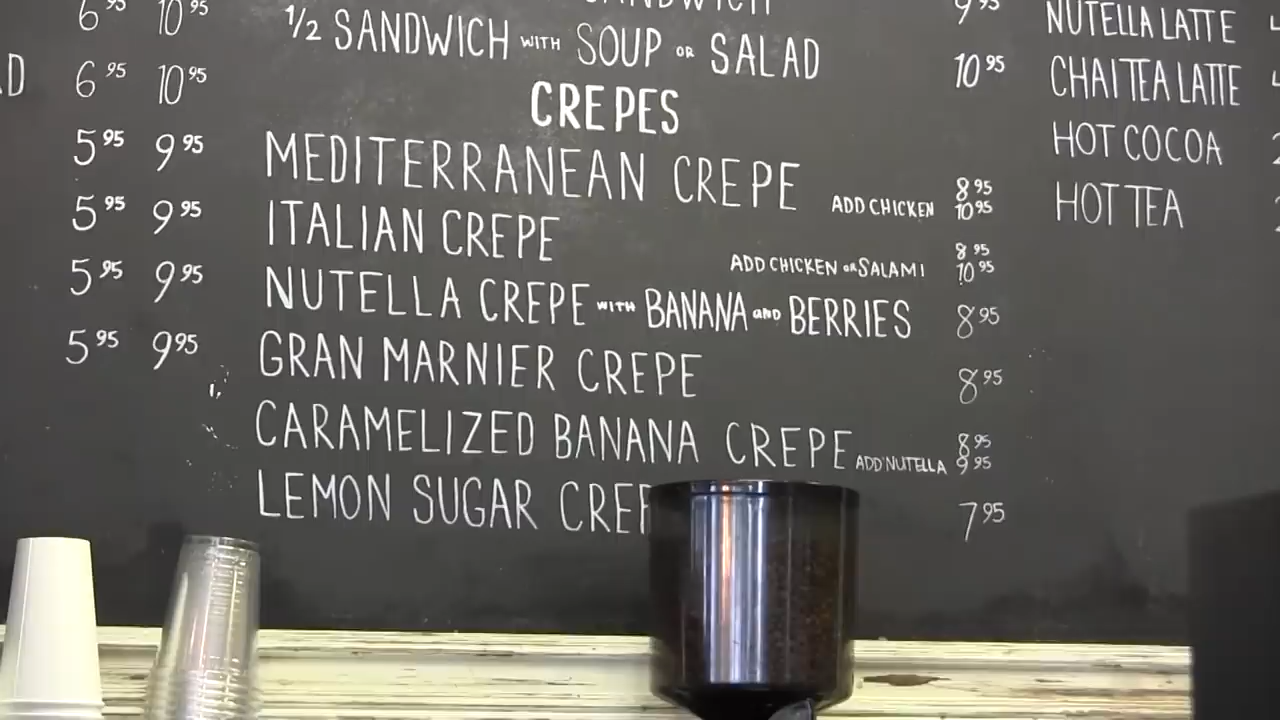 6.95 10.95
½ SANDWICH WITH SOUP OR SALAD 10.95
6.95 10.95
CREPES
5.95 9.95
MEDITERRANEAN CREPE 8.95
ADD CHICKEN 10.95
5.95 9.95
ITALIAN CREPE 8.95
ADD CHICKEN OR SALAMI 10.95
5.95 9.95
NUTELLA CREPE WITH BANANA AND BERRIES 8.95
5.95 9.95
GRAN MARNIER CREPE 8.95
CARAMELIZED BANANA CREPE 8.95
ADD NUTELLA 9.95
LEMON SUGAR 7.95
NUTELLA LATTE
CHAI TEA LATTE
HOT COCOA
HOT TEA